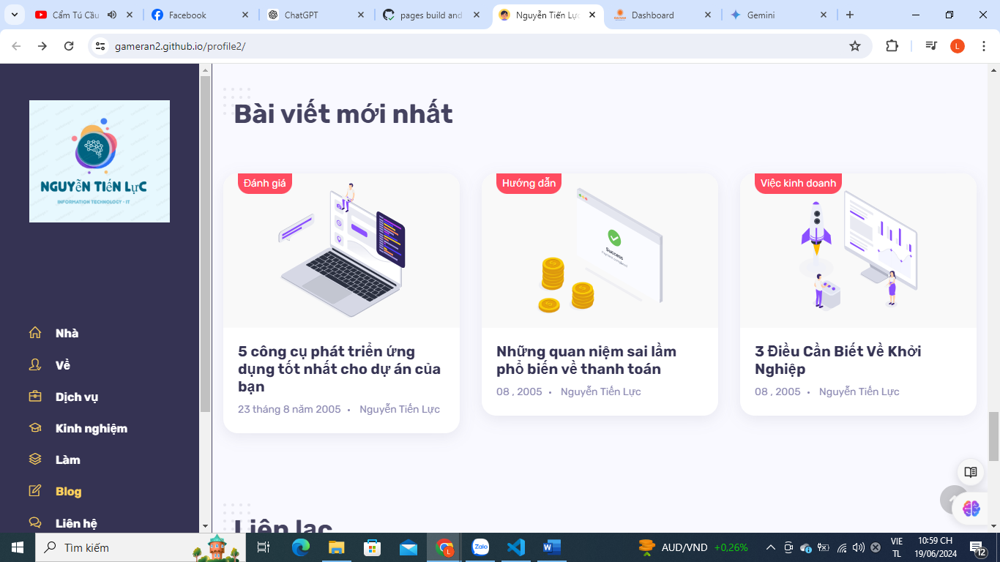 Cẩm Tú Cầu
Facebook
ChatGPT
pages build and
Nguyễn Tiến Lực
Dashboard
Gemini
gameran2.github.io/profile2/
L
NGUYỄN TIẾN LỰC
INFORMATION TECHNOLOGY - IT
Nhà
Về
Dịch vụ
Kinh nghiệm
Làm
Blog
Liên hệ
Bài viết mới nhất
Đánh giá
5 công cụ phát triển ứng
dụng tốt nhất cho dự án của
bạn
23 tháng 8 năm 2005 • Nguyễn Tiến Lực
Hướng dẫn
Success
Những quan niệm sai lầm
phổ biến về thanh toán
08 , 2005 • Nguyễn Tiến Lực
Việc kinh doanh
3 Điều Cần Biết Về Khởi
Nghiệp
08 , 2005 • Nguyễn Tiến Lực
Liên lạc
Tìm kiếm
L
Zalo
AUD/VND +0,26%
VIE
TL
10:59 CH
19/06/2024
12